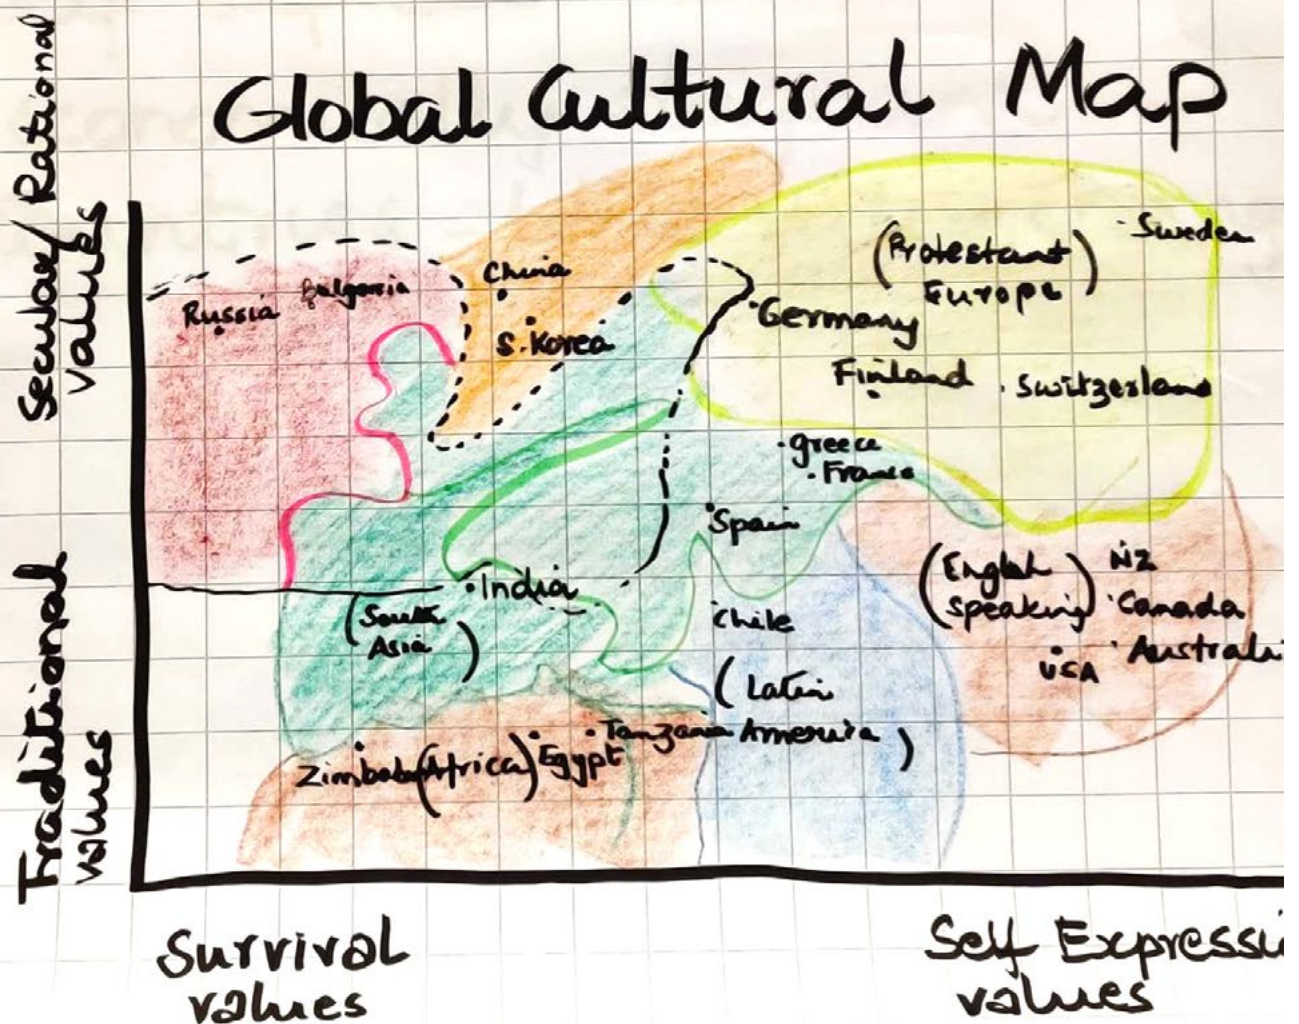 Global Cultural Map
Secular/ Rational
values
Traditional
values
Sweden
(Protestant
Europe)
China
Russia
Bulgaria
Germany
S. Korea
Finland
Switzerland
Greece
France
Spain
India
(English
Speaking)
NZ
Canada
Australi
USA
(South
Asia)
Chile
(Latin
America)
Tanzania
Zimbab
(Africa)
Egypt
Survival
values
Self Expressi
values